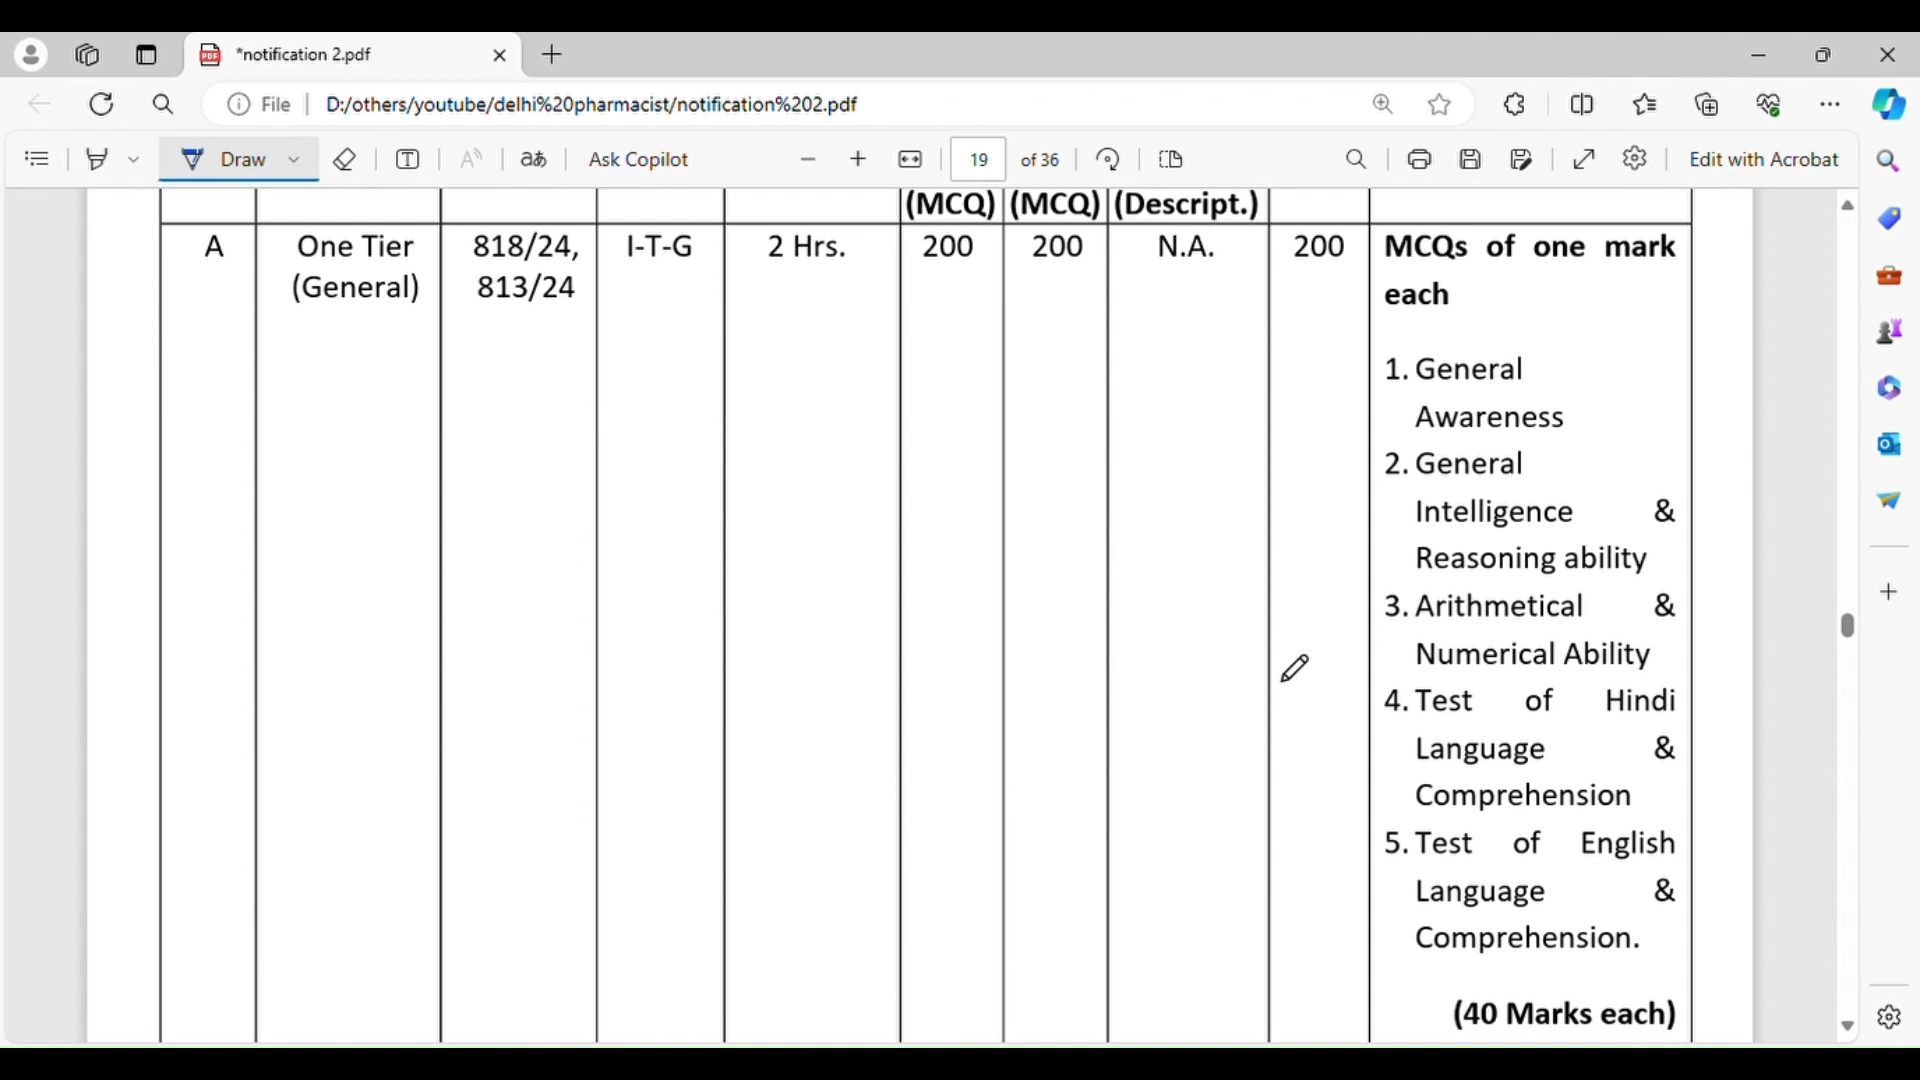 *notification 2.pdf
File
D:/others/youtube/delhi%20pharmacist/notification%202.pdf
Draw
Ask Copilot
19 of 36
Edit with Acrobat
(MCQ) (MCQ) (Descript.)
A One Tier 818/24, I-T-G 2 Hrs. 200 200 N.A. 200 MCQs of one mark
(General) 813/24 each
1. General
Awareness
2. General
Intelligence &
Reasoning ability
3. Arithmetical &
Numerical Ability
4. Test of Hindi
Language &
Comprehension
5. Test of English
Language &
Comprehension.
(40 Marks each)